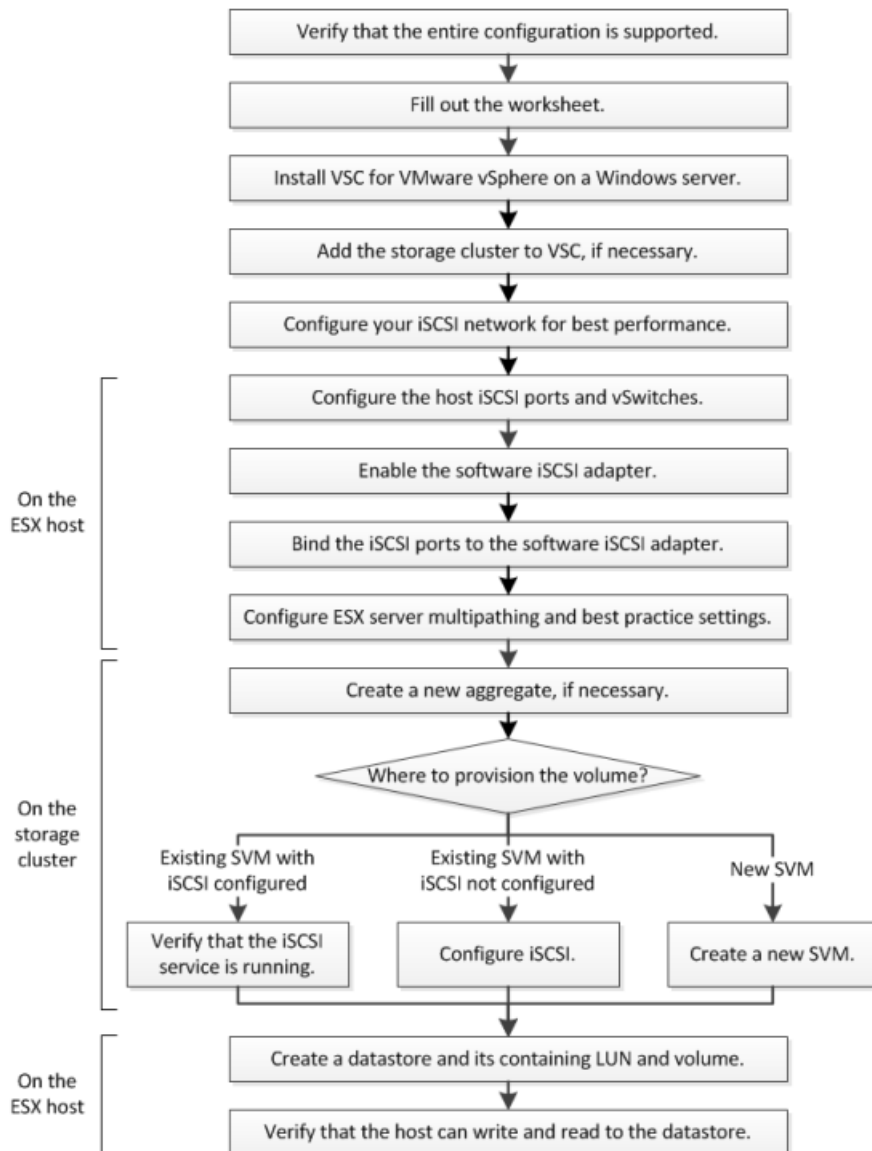 Verify that the entire configuration is supported.
Fill out the worksheet.
Install VSC for VMware vSphere on a Windows server.
Add the storage cluster to VSC, if necessary.
Configure your iSCSI network for best performance.
On the
ESX host
Configure the host iSCSI ports and vSwitches.
Enable the software iSCSI adapter.
Bind the iSCSI ports to the software iSCSI adapter.
Configure ESX server multipathing and best practice settings.
On the
storage
cluster
Create a new aggregate, if necessary.
Where to provision the volume?
Existing SVM with
iSCSI configured
Existing SVM with
iSCSI not configured
New SVM
Verify that the iSCSI
service is running.
Configure iSCSI.
Create a new SVM.
On the
ESX host
Create a datastore and its containing LUN and volume.
Verify that the host can write and read to the datastore.